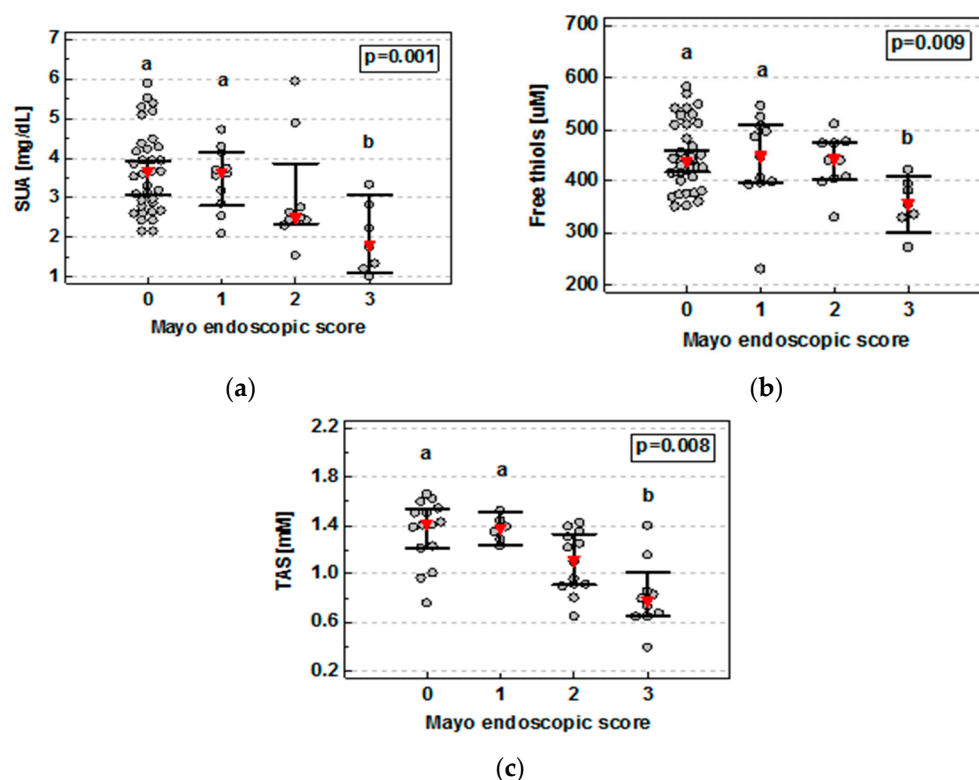 (a)
SUA [mg/dL]
7
6
5
4
3
2
1
p=0.001
a
a
b
0 1 2 3
Mayo endoscopic score
(a)
(b)
Free thiols [uM]
700
600
500
400
300
200
p=0.009
a
a
b
0 1 2 3
Mayo endoscopic score
(b)
TAS [mM]
2.2
1.8
1.4
1.0
0.6
0.2
p=0.008
a
a
b
0 1 2 3
Mayo endoscopic score
(c)